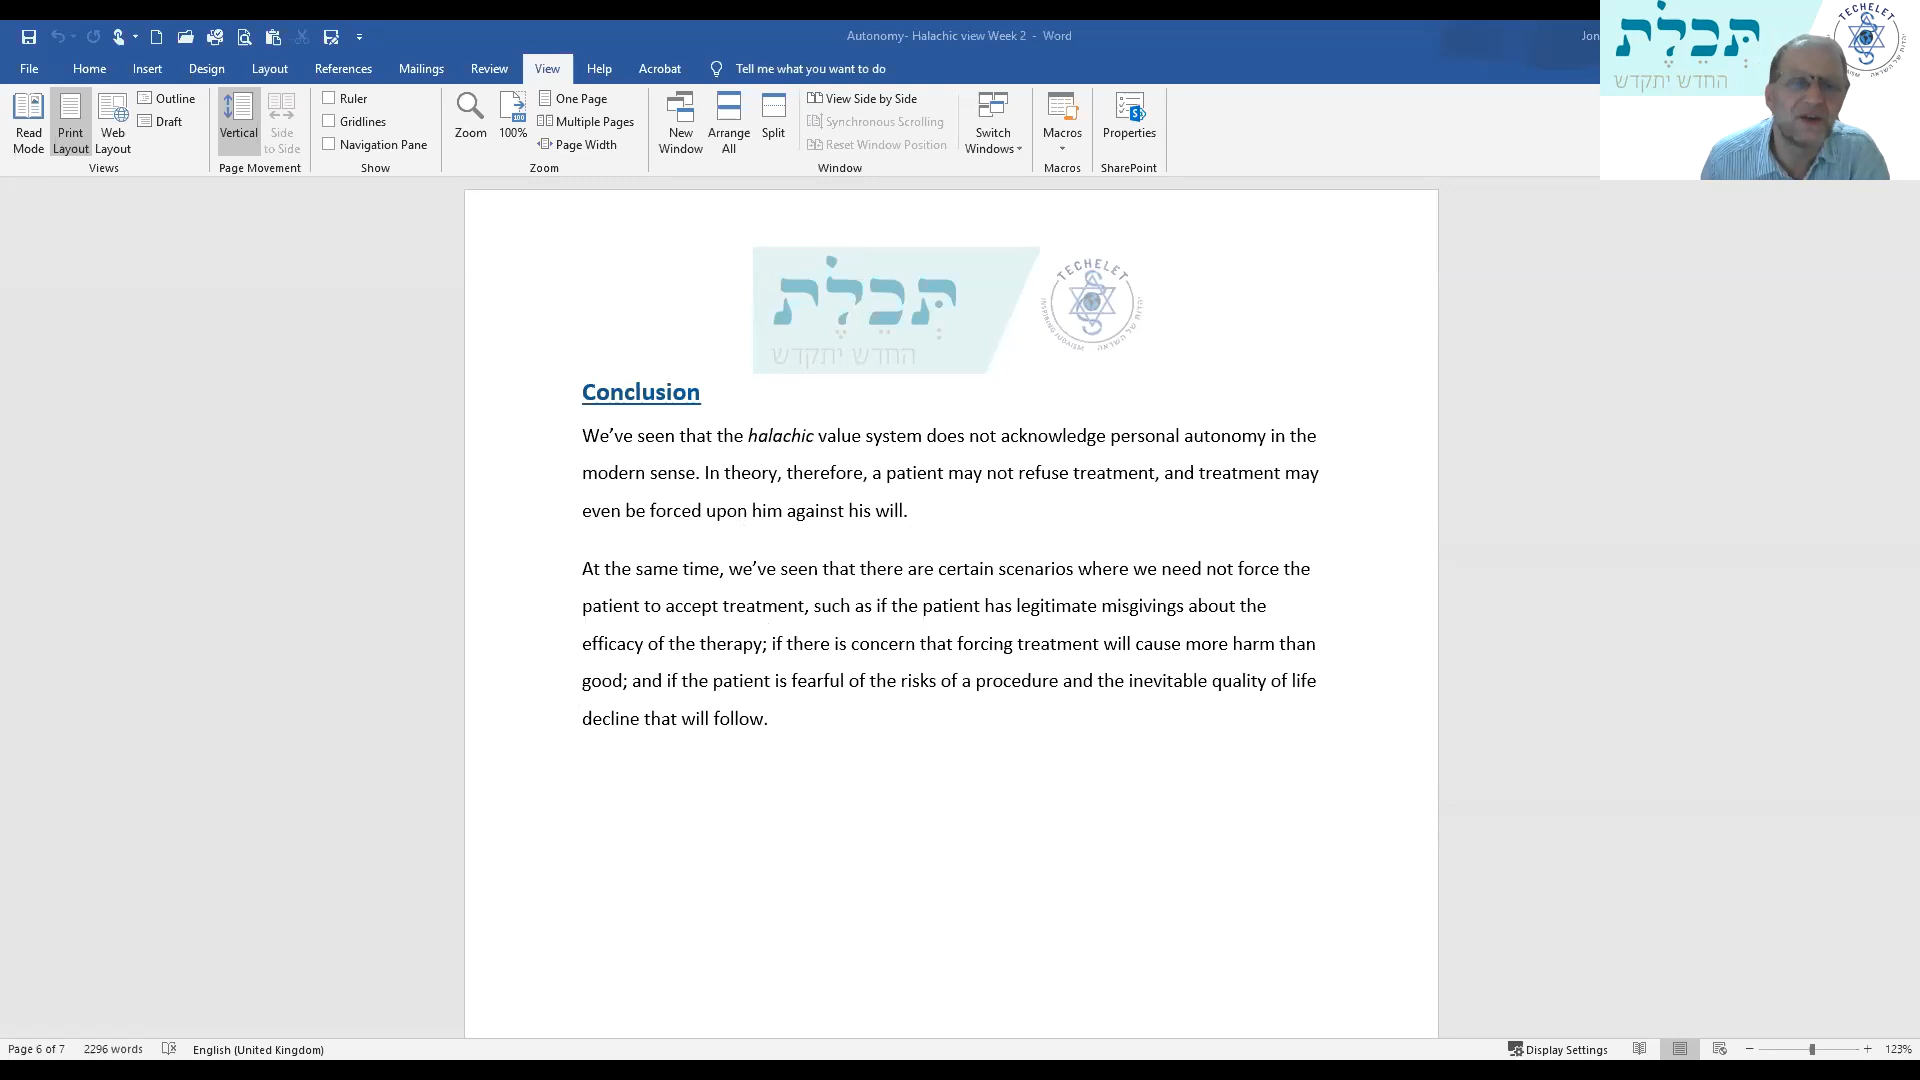 Autonomy- Halachic view Week 2 - Word
Jon
File Home Insert Design Layout References Mailings Review View Help Acrobat Tell me what you want to do
Read Mode
Print Layout
Web Layout
Outline
Draft
Views
Vertical
Side to Side
Page Movement
Ruler
Gridlines
Navigation Pane
Show
Zoom
100%
One Page
Multiple Pages
Page Width
Zoom
New Window
Arrange All
Split
View Side by Side
Synchronous Scrolling
Reset Window Position
Window
Switch Windows
Macros
Macros
Properties
SharePoint
תְּכֵלֶת
החדש יתקדש
TECHELET
תְּכֵלֶת
החדש יתקדש
TECHELET
INSPIRING JUDAISM
יהדות של השראה
Conclusion
We’ve seen that the halachic value system does not acknowledge personal autonomy in the
modern sense. In theory, therefore, a patient may not refuse treatment, and treatment may
even be forced upon him against his will.
At the same time, we’ve seen that there are certain scenarios where we need not force the
patient to accept treatment, such as if the patient has legitimate misgivings about the
efficacy of the therapy; if there is concern that forcing treatment will cause more harm than
good; and if the patient is fearful of the risks of a procedure and the inevitable quality of life
decline that will follow.
Page 6 of 7 2296 words English (United Kingdom) Display Settings 123%